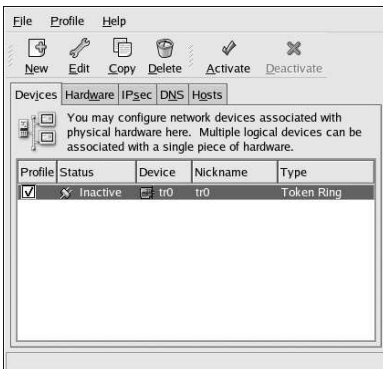 File Profile Help
New Edit Copy Delete Activate Deactivate
Devices Hardware IPsec DNS Hosts
You may configure network devices associated with
physical hardware here. Multiple logical devices can be
associated with a single piece of hardware.
Profile Status Device Nickname Type
Inactive tr0 tr0 Token Ring